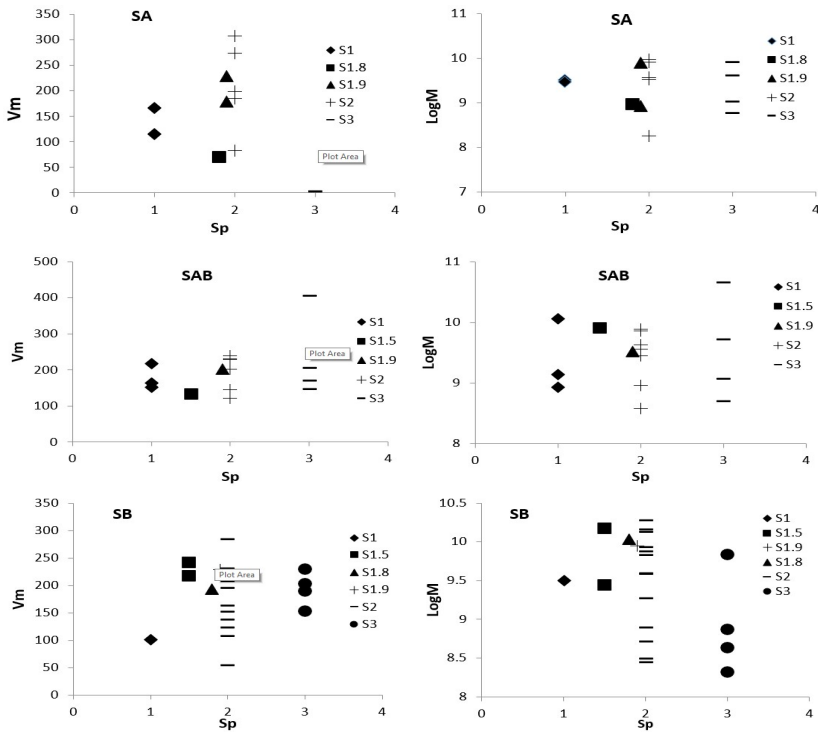 SA
350
300
250
200
150
100
50
0
Vm
0 1 2 3 4
Sp
S1
S1.8
S1.9
S2
S3
Plot Area
SA
11
10
9
8
7
LogM
0 1 2 3 4
Sp
S1
S1.8
S1.9
S2
S3
SAB
500
400
300
200
100
0
Vm
0 1 2 3 4
Sp
S1
S1.5
S1.9
S2
S3
Plot Area
SAB
11
10
9
8
LogM
0 1 2 3 4
Sp
S1
S1.5
S1.9
S2
S3
SB
350
300
250
200
150
100
50
0
Vm
0 1 2 3 4
Sp
S1
S1.5
S1.8
S1.9
S2
S3
Plot Area
SB
10.5
10
9.5
9
8.5
8
LogM
0 1 2 3 4
Sp
S1
S1.5
S1.9
S1.8
S2
S3